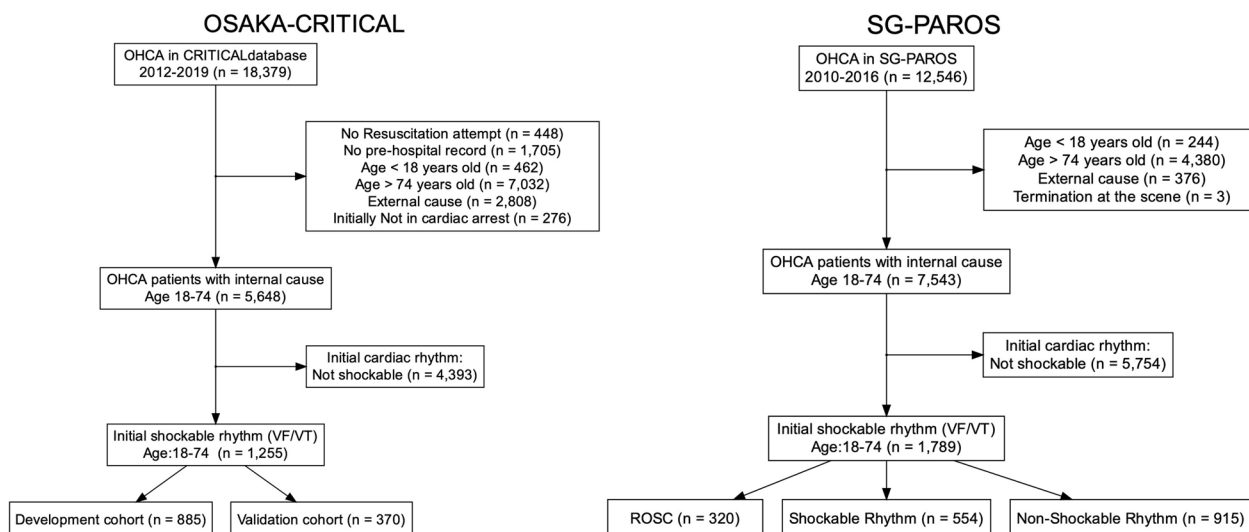 OSAKA-CRITICAL
OHCA in CRITICALdatabase
2012-2019 (n = 18,379)
No Resuscitation attempt (n = 448)
No pre-hospital record (n = 1,705)
Age < 18 years old (n = 462)
Age > 74 years old (n = 7,032)
External cause (n = 2,808)
Initially Not in cardiac arrest (n = 276)
OHCA patients with internal cause
Age 18-74 (n = 5,648)
Initial cardiac rhythm:
Not shockable (n = 4,393)
Initial shockable rhythm (VF/VT)
Age:18-74 (n = 1,255)
Development cohort (n = 885)
Validation cohort (n = 370)
SG-PAROS
OHCA in SG-PAROS
2010-2016 (n = 12,546)
Age < 18 years old (n = 244)
Age > 74 years old (n = 4,380)
External cause (n = 376)
Termination at the scene (n = 3)
OHCA patients with internal cause
Age 18-74 (n = 7,543)
Initial cardiac rhythm:
Not shockable (n = 5,754)
Initial shockable rhythm (VF/VT)
Age:18-74 (n = 1,789)
ROSC (n = 320)
Shockable Rhythm (n = 554)
Non-Shockable Rhythm (n = 915)